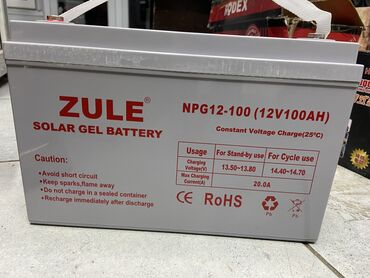 IRDEX
ZULE®
SOLAR GEL BATTERY
NPG12-100 (12V100AH)
Constant Voltage Charge(25℃)
Usage For Stand-by use For Cycle use
Charging Voltage(V) 13.50~13.80 14.40~14.70
Max Charging Current(A) 20.0A
Caution:
•Avoid short circuit
•Keep sparks,flame away
•Do not charge in a sealed container
•Recharge immediately after discharge
CE RoHS
Pb Pb